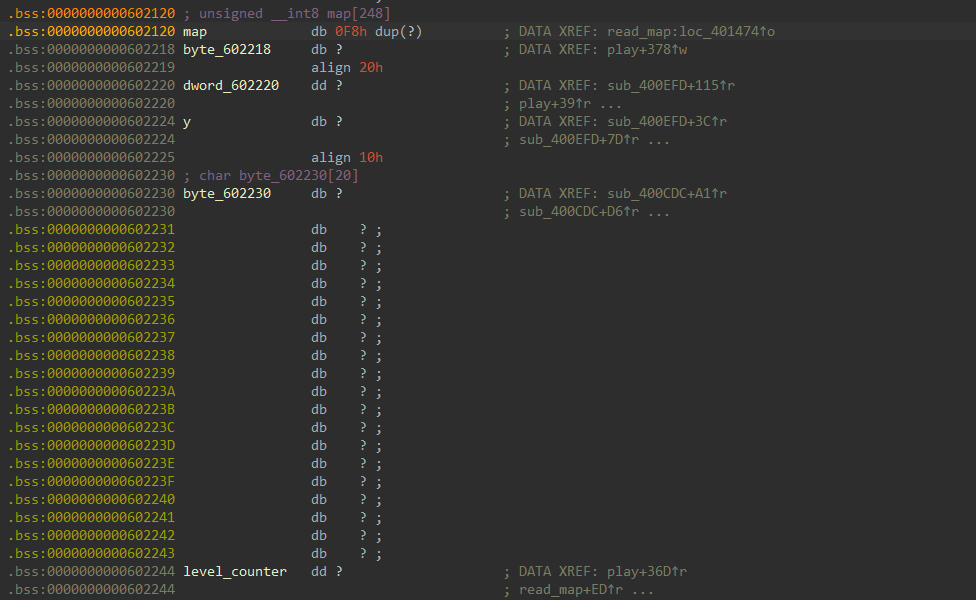 .bss:0000000000602120 ; unsigned __int8 map[248]
.bss:0000000000602120 map db 0F8h dup(?) ; DATA XREF: read_map:loc_401474↑o
.bss:0000000000602218 byte_602218 db ? ; DATA XREF: play+378↑w
.bss:0000000000602219 align 20h
.bss:0000000000602220 dword_602220 dd ? ; DATA XREF: sub_400EFD+115↑r
.bss:0000000000602220 ; play+39↑r ...
.bss:0000000000602224 y db ? ; DATA XREF: sub_400EFD+3C↑r
.bss:0000000000602224 ; sub_400EFD+7D↑r ...
.bss:0000000000602225 align 10h
.bss:0000000000602230 ; char byte_602230[20]
.bss:0000000000602230 byte_602230 db ? ; DATA XREF: sub_400CDC+A1↑r
.bss:0000000000602230 ; sub_400CDC+D6↑r ...
.bss:0000000000602231 db ? ;
.bss:0000000000602232 db ? ;
.bss:0000000000602233 db ? ;
.bss:0000000000602234 db ? ;
.bss:0000000000602235 db ? ;
.bss:0000000000602236 db ? ;
.bss:0000000000602237 db ? ;
.bss:0000000000602238 db ? ;
.bss:0000000000602239 db ? ;
.bss:000000000060223A db ? ;
.bss:000000000060223B db ? ;
.bss:000000000060223C db ? ;
.bss:000000000060223D db ? ;
.bss:000000000060223E db ? ;
.bss:000000000060223F db ? ;
.bss:0000000000602240 db ? ;
.bss:0000000000602241 db ? ;
.bss:0000000000602242 db ? ;
.bss:0000000000602243 db ? ;
.bss:0000000000602244 level_counter dd ? ; DATA XREF: play+36D↑r
.bss:0000000000602244 ; read_map+ED↑r ...